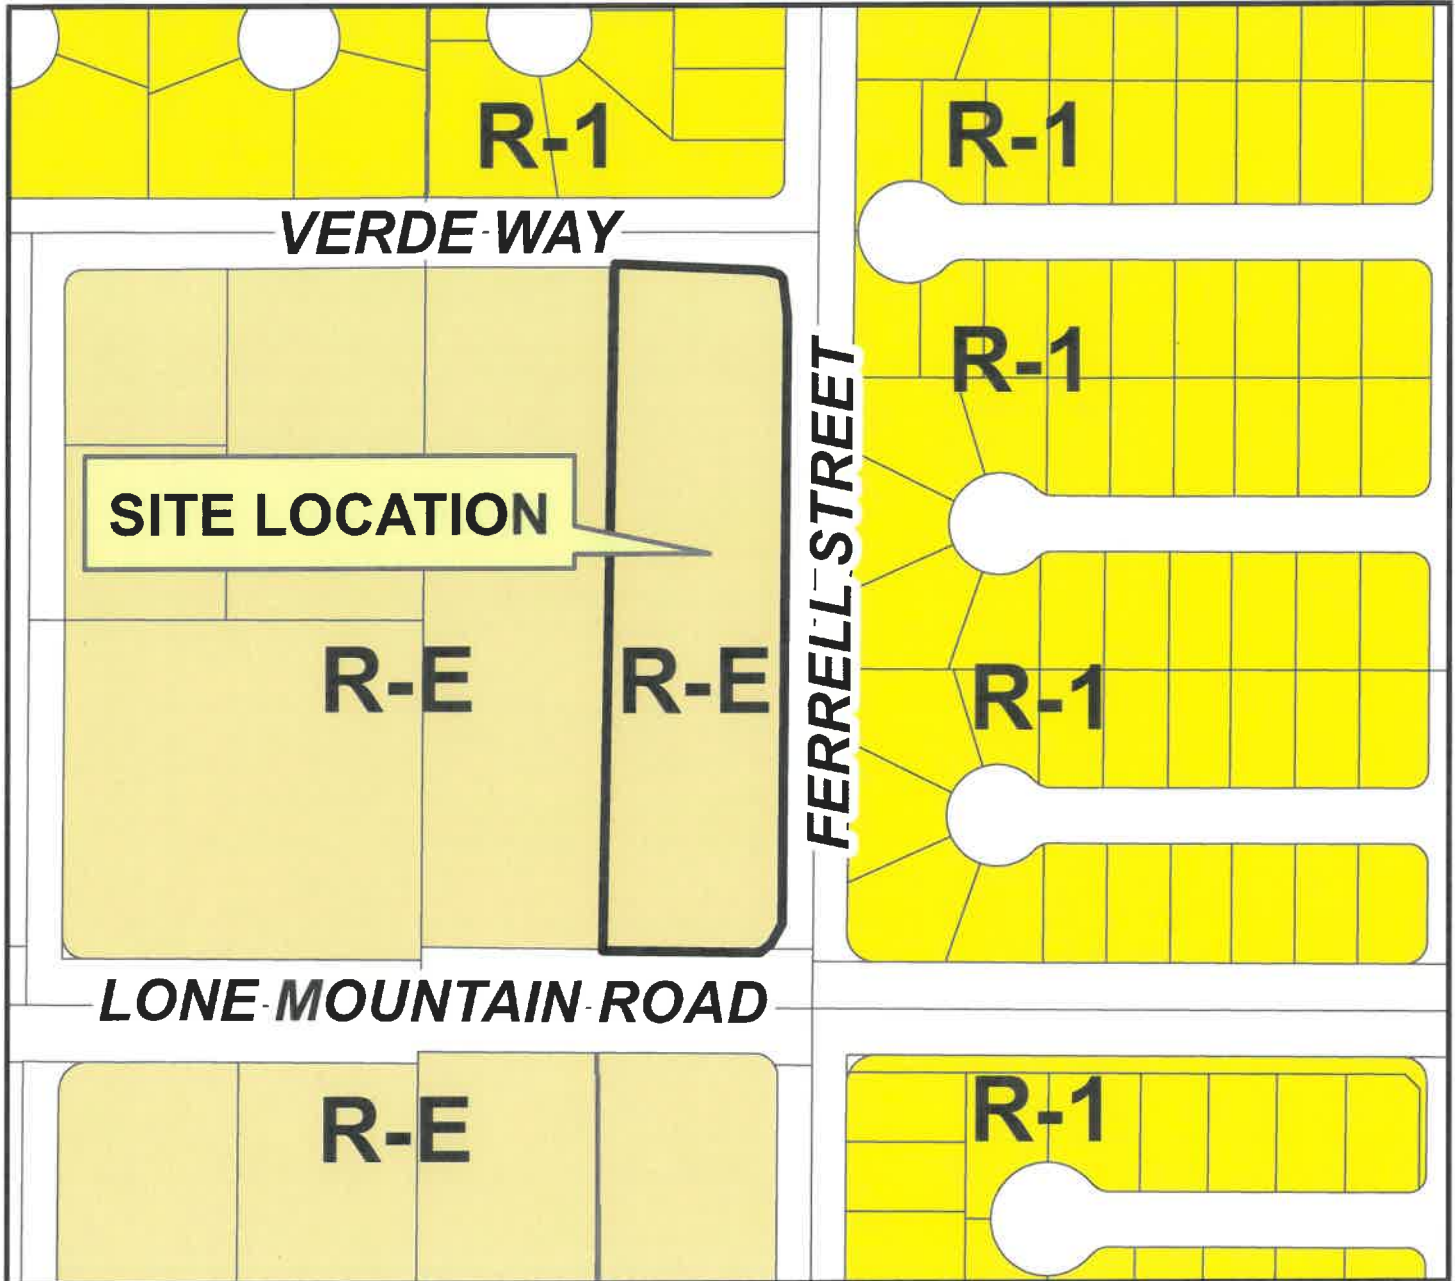 R-1
R-1
VERDE WAY
R-1
FERRELL STREET
SITE LOCATION
R-E
R-E
R-1
LONE MOUNTAIN ROAD
R-E
R-1